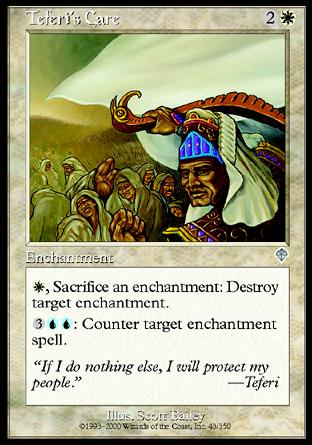 Teferi's Care 2
Enchantment
, Sacrifice an enchantment: Destroy
target enchantment.
3 : Counter target enchantment
spell.
"If I do nothing else, I will protect my
people."
—Teferi
Illus. Scott Bailey
©1993–2000 Wizards of the Coast, Inc. 43/350